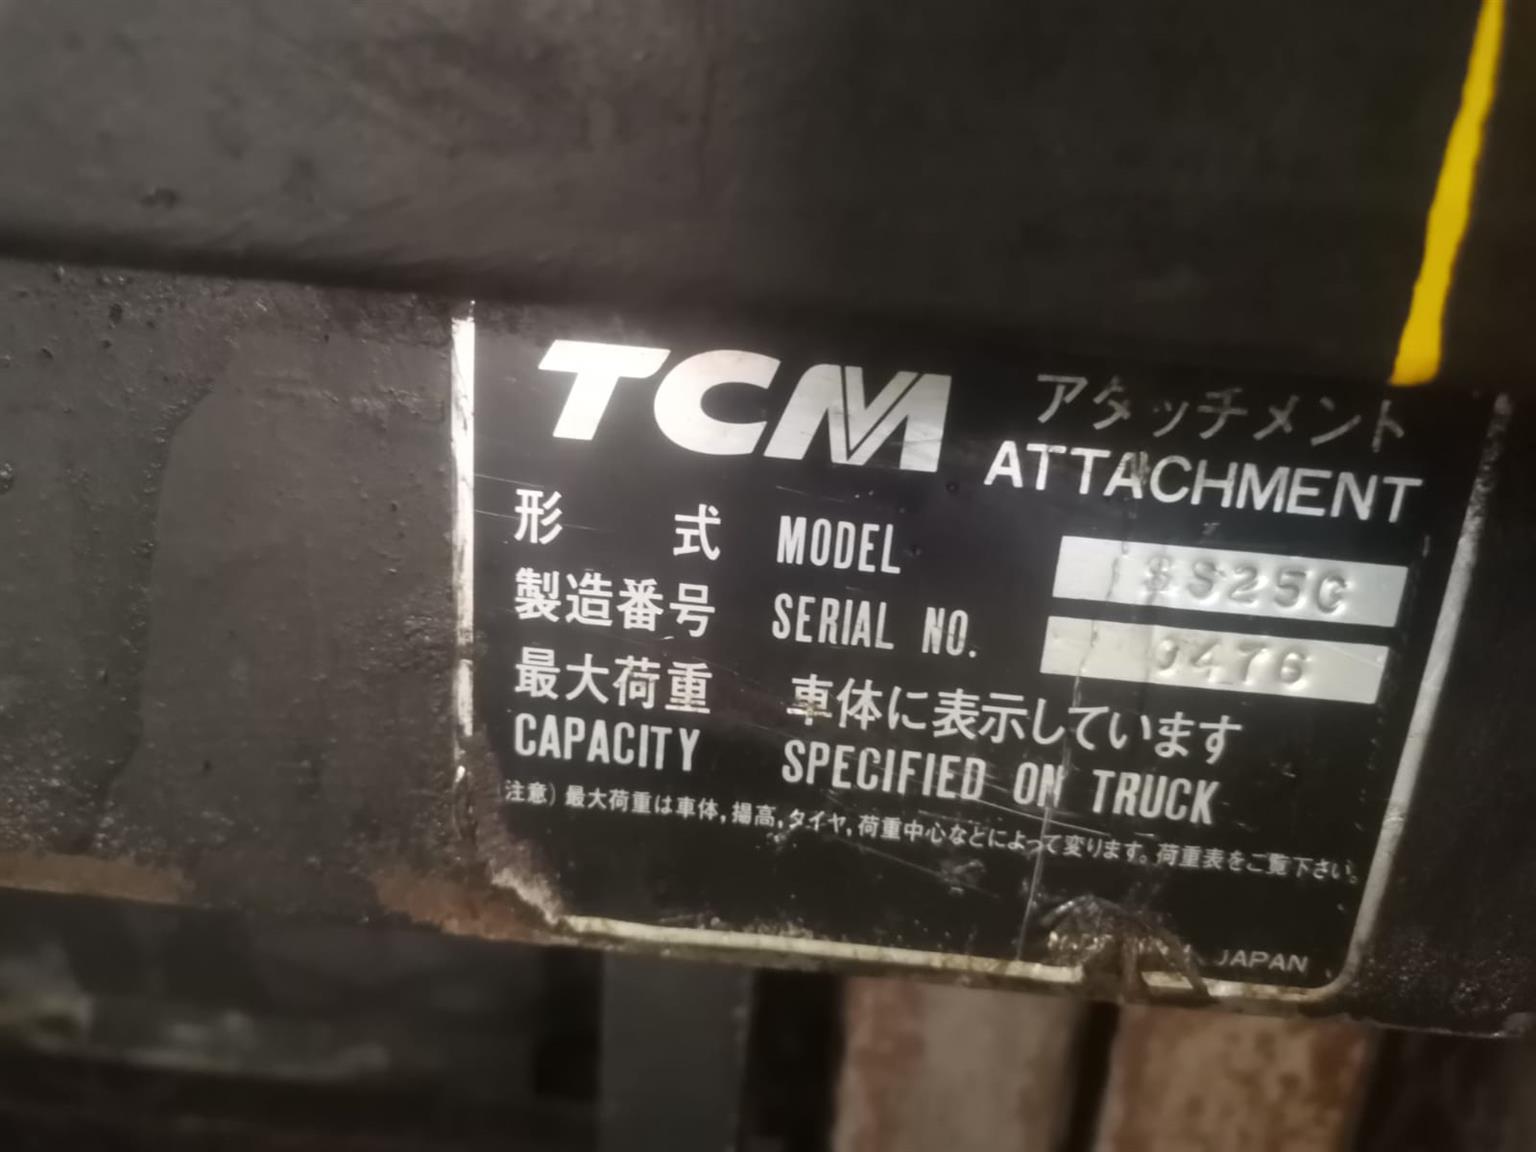 TCM アタッチメント
ATTACHMENT
形式 MODEL SS25C
製造番号 SERIAL NO. 9476
最大荷重 車体に表示しています
CAPACITY SPECIFIED ON TRUCK
(注意) 最大荷重は車体,揚高,タイヤ,荷重中心などによって変ります。荷重表をご覧下さい。
JAPAN